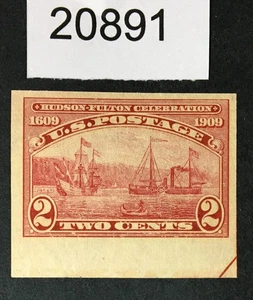 20891
HUDSON-FULTON CELEBRATION
1609 1909
U.S. POSTAGE
2 2
TWO CENTS